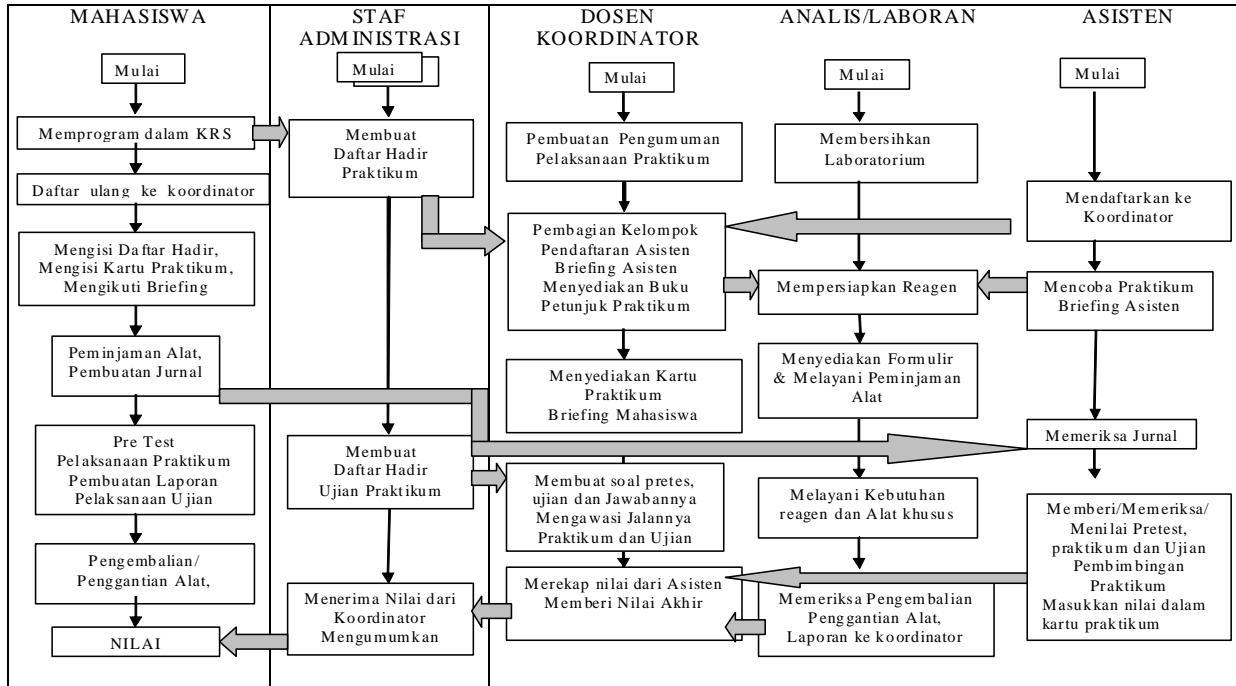 MAHASISWA
Mulai
Memprogram dalam KRS
Daftar ulang ke koordinator
Mengisi Daftar Hadir,
Mengisi Kartu Praktikum,
Mengikuti Briefing
Peminjaman Alat,
Pembuatan Jurnal
Pre Test
Pelaksanaan Praktikum
Pembuatan Laporan
Pelaksanaan Ujian
Pengembalian/
Penggantian Alat,
NILAI
STAF
ADMINISTRASI
Mulai
Membuat
Daftar Hadir
Praktikum
Membuat
Daftar Hadir
Ujian Praktikum
Menerima Nilai dari
Koordinator
Mengumumkan
DOSEN
KOORDINATOR
Mulai
Pembuatan Pengumuman
Pelaksanaan Praktikum
Pembagian Kelompok
Pendaftaran Asisten
Briefing Asisten
Menyediakan Buku
Petunjuk Praktikum
Menyediakan Kartu
Praktikum
Briefing Mahasiswa
Membuat soal pretes,
ujian dan Jawabannya
Mengawasi Jalannya
Praktikum dan Ujian
Merekap nilai dari Asisten
Memberi Nilai Akhir
ANALIS/LABORAN
Mulai
Membersihkan
Laboratorium
Mempersiapkan Reagen
Menyediakan Formulir
& Melayani Peminjaman
Alat
Melayani Kebutuhan
reagen dan Alat khusus
Memeriksa Pengembalian
Penggantian Alat,
Laporan ke koordinator
ASISTEN
Mulai
Mendaftarkan ke
Koordinator
Mencoba Praktikum
Briefing Asisten
Memeriksa Jurnal
Memberi/Memeriksa/
Menilai Pretest,
praktikum dan Ujian
Pembimbingan
Praktikum
Masukkan nilai dalam
kartu praktikum